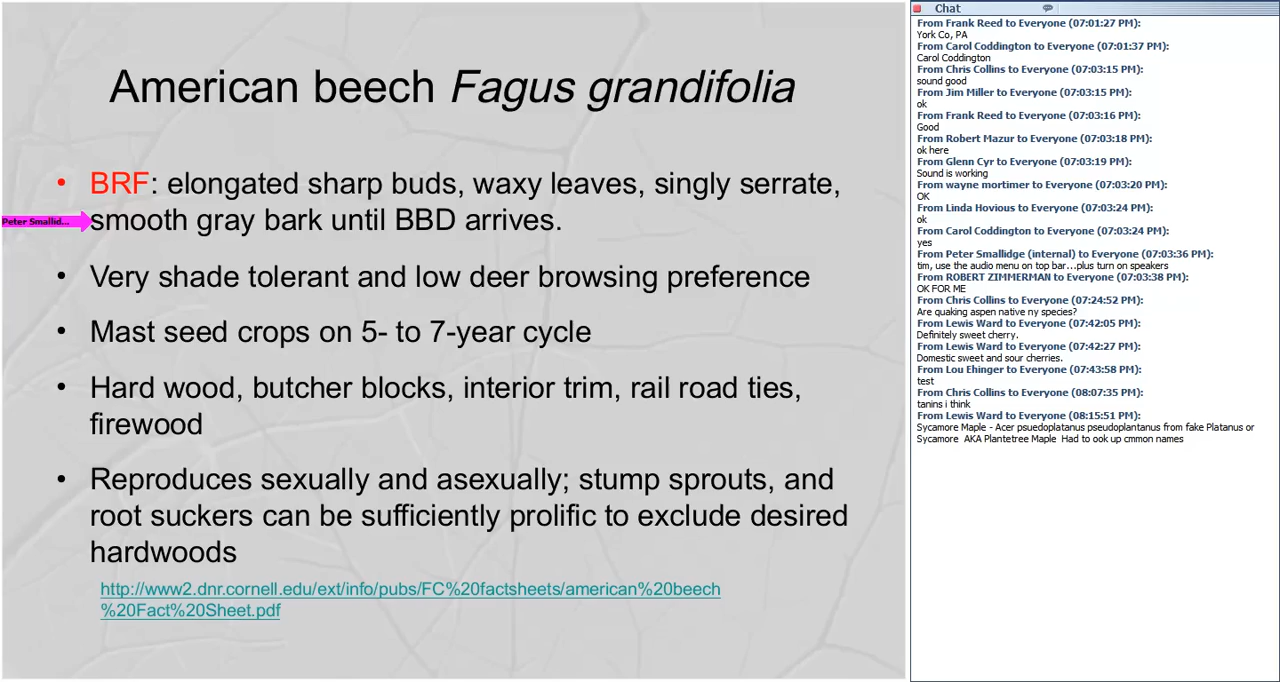 American beech Fagus grandifolia
• BRF: elongated sharp buds, waxy leaves, singly serrate,
smooth gray bark until BBD arrives.
Peter Smallid...
• Very shade tolerant and low deer browsing preference
• Mast seed crops on 5- to 7-year cycle
• Hard wood, butcher blocks, interior trim, rail road ties,
firewood
• Reproduces sexually and asexually; stump sprouts, and
root suckers can be sufficiently prolific to exclude desired
hardwoods
http://www2.dnr.cornell.edu/ext/info/pubs/FC%20factsheets/american%20beech
%20Fact%20Sheet.pdf
Chat
From Frank Reed to Everyone (07:01:27 PM):
York Co, PA
From Carol Coddington to Everyone (07:01:37 PM):
Carol Coddington
From Chris Collins to Everyone (07:03:15 PM):
sound good
From Jim Miller to Everyone (07:03:15 PM):
ok
From Frank Reed to Everyone (07:03:16 PM):
Good
From Robert Mazur to Everyone (07:03:18 PM):
ok here
From Glenn Cyr to Everyone (07:03:19 PM):
Sound is working
From wayne mortimer to Everyone (07:03:20 PM):
OK
From Linda Hovious to Everyone (07:03:24 PM):
ok
From Carol Coddington to Everyone (07:03:24 PM):
yes
From Peter Smallidge (internal) to Everyone (07:03:36 PM):
tim, use the audio menu on top bar...plus turn on speakers
From ROBERT ZIMMERMAN to Everyone (07:03:38 PM):
OK FOR ME
From Chris Collins to Everyone (07:24:52 PM):
Are quaking aspen native ny species?
From Lewis Ward to Everyone (07:42:05 PM):
Definitely sweet cherry.
From Lewis Ward to Everyone (07:42:27 PM):
Domestic sweet and sour cherries.
From Lou Ehinger to Everyone (07:43:58 PM):
test
From Chris Collins to Everyone (08:07:35 PM):
tanins i think
From Lewis Ward to Everyone (08:15:51 PM):
Sycamore Maple - Acer psuedoplatanus pseudoplantanus from fake Platanus or
Sycamore AKA Plantetree Maple Had to ook up cmmon names